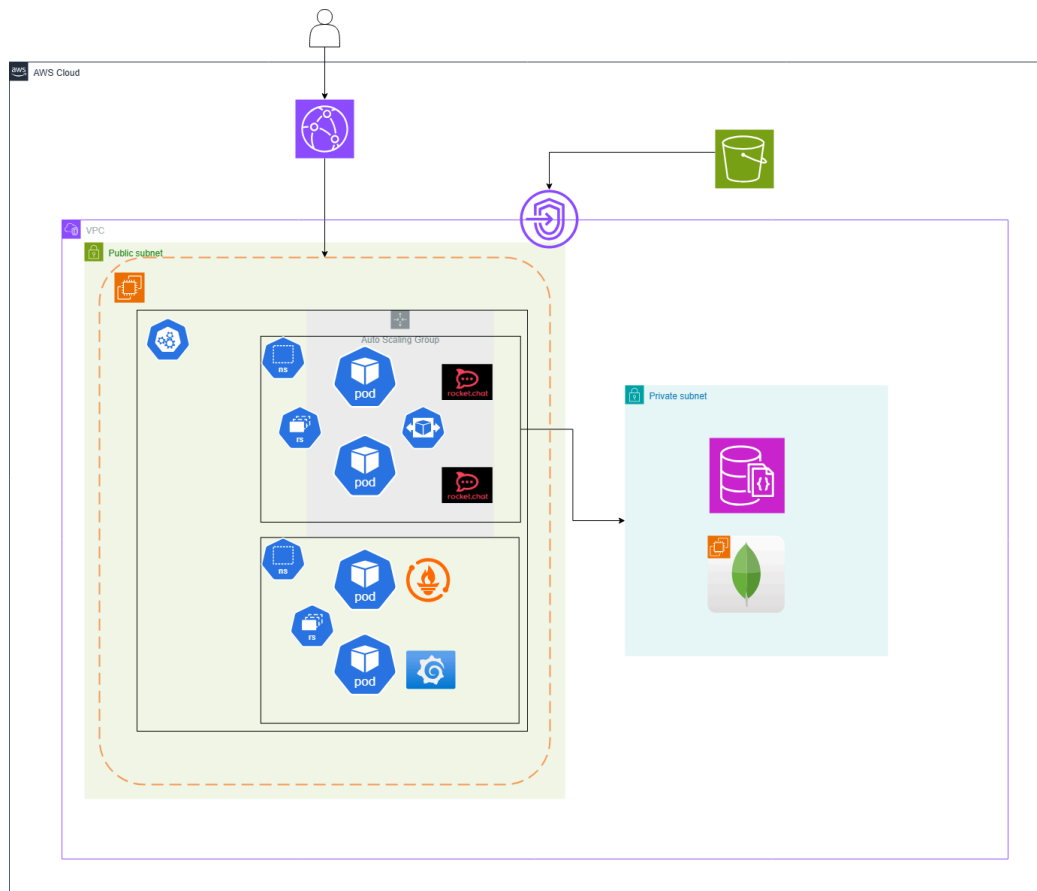 aws
AWS Cloud
VPC
Public subnet
Auto Scaling Group
ns
pod
rocket.chat
rs
pod
rocket.chat
Private subnet
ns
pod
rs
pod